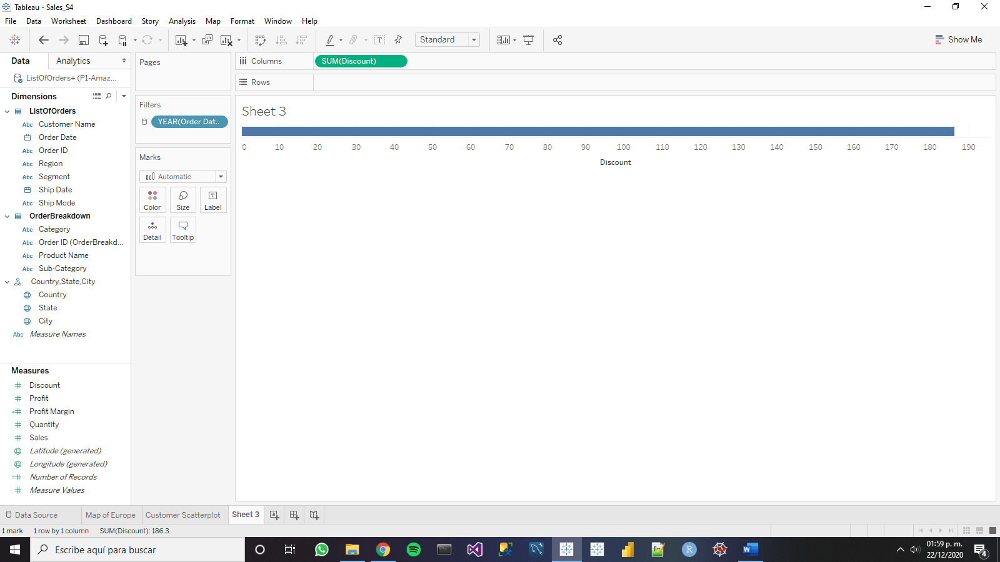 Tableau - Sales_S4
File Data Worksheet Dashboard Story Analysis Map Format Window Help
Standard
Show Me
Data Analytics
ListOfOrders+ (P1-Amaz...
Dimensions
ListOfOrders
Abc Customer Name
Order Date
Abc Order ID
Abc Region
Abc Segment
Ship Date
Abc Ship Mode
OrderBreakdown
Abc Category
Abc Order ID (OrderBreakd...
Abc Product Name
Abc Sub-Category
Country,State,City
Country
State
City
Abc Measure Names
Measures
Discount
Profit
Profit Margin
Quantity
Sales
Latitude (generated)
Longitude (generated)
Number of Records
Measure Values
Pages
Filters
YEAR(Order Dat..
Marks
Automatic
Color Size Label
Detail Tooltip
Columns SUM(Discount)
Rows
Sheet 3
0 10 20 30 40 50 60 70 80 90 100 110 120 130 140 150 160 170 180 190
Discount
Data Source Map of Europe Customer Scatterplot Sheet 3
1 mark 1 row by 1 column SUM(Discount): 186.3
Escribe aquí para buscar
01:59 p. m.
22/12/2020
4